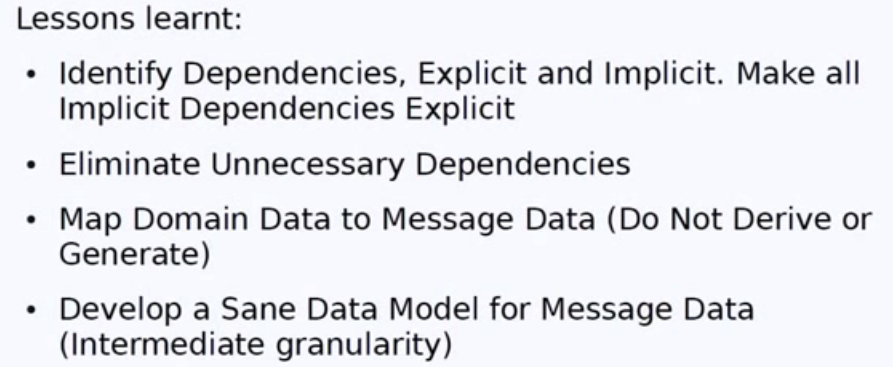 Lessons learnt:
• Identify Dependencies, Explicit and Implicit. Make all
Implicit Dependencies Explicit
• Eliminate Unnecessary Dependencies
• Map Domain Data to Message Data (Do Not Derive or
Generate)
• Develop a Sane Data Model for Message Data
(Intermediate granularity)